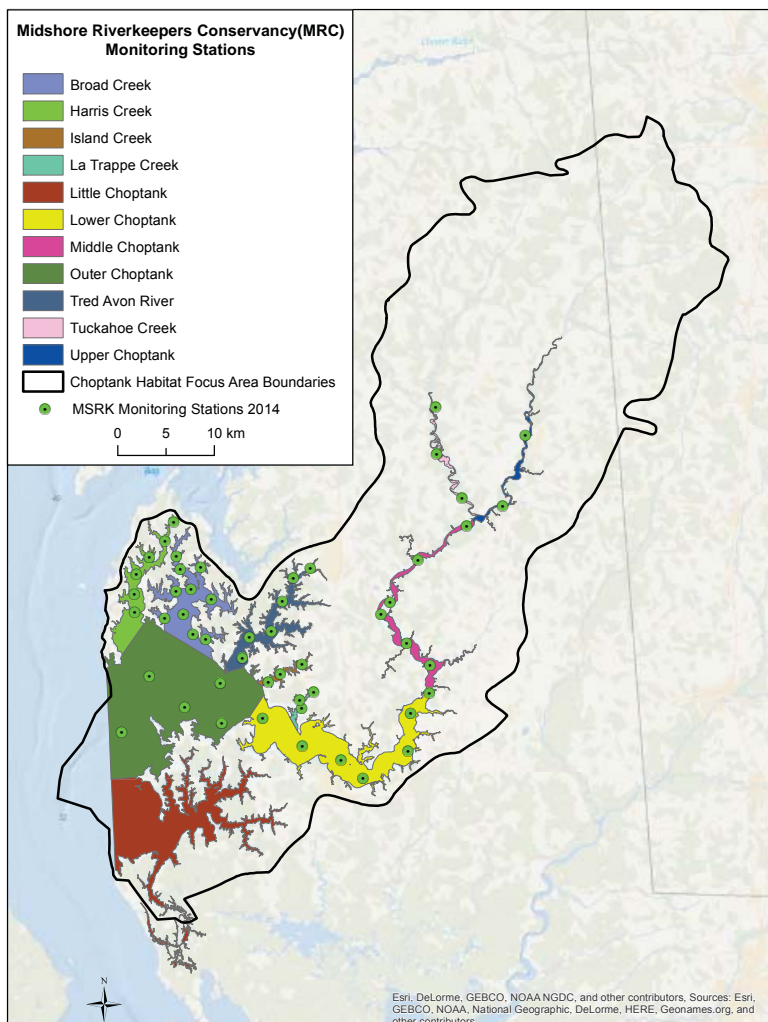 Midshore Riverkeepers Conservancy(MRC)
Monitoring Stations
Broad Creek
Harris Creek
Island Creek
La Trappe Creek
Little Choptank
Lower Choptank
Middle Choptank
Outer Choptank
Tred Avon River
Tuckahoe Creek
Upper Choptank
Choptank Habitat Focus Area Boundaries
MSRK Monitoring Stations 2014
0 5 10 km
N
Esri, DeLorme, GEBCO, NOAA NGDC, and other contributors, Sources: Esri,
GEBCO, NOAA, National Geographic, DeLorme, HERE, Geonames.org, and
other contributors